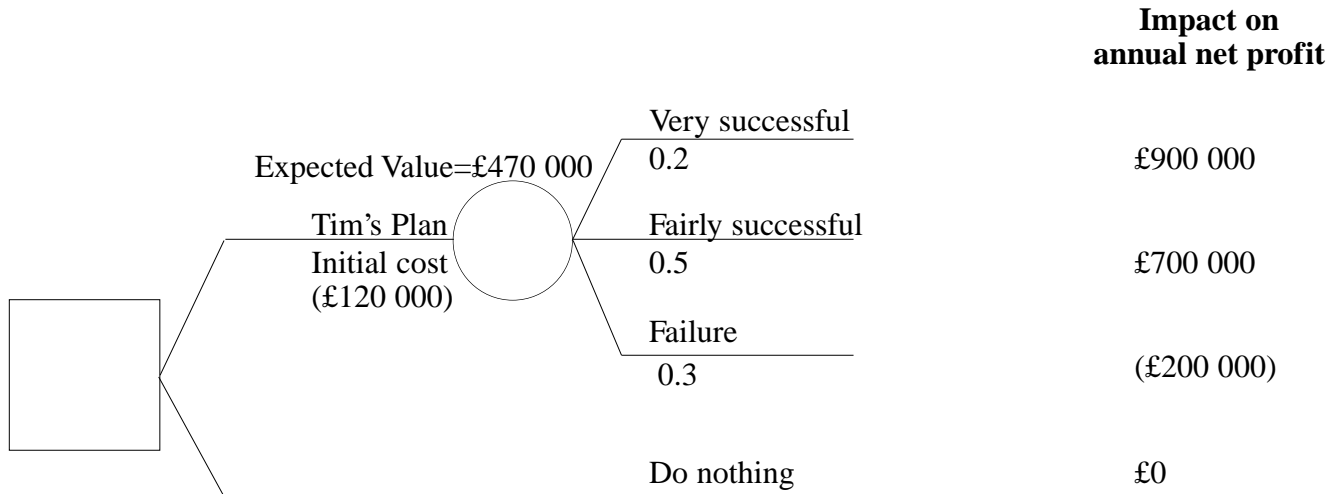 Impact on
annual net profit
Very successful
Expected Value=£470 000
0.2
£900 000
Tim’s Plan
Fairly successful
Initial cost
0.5
£700 000
(£120 000)
Failure
0.3
(£200 000)
Do nothing
£0